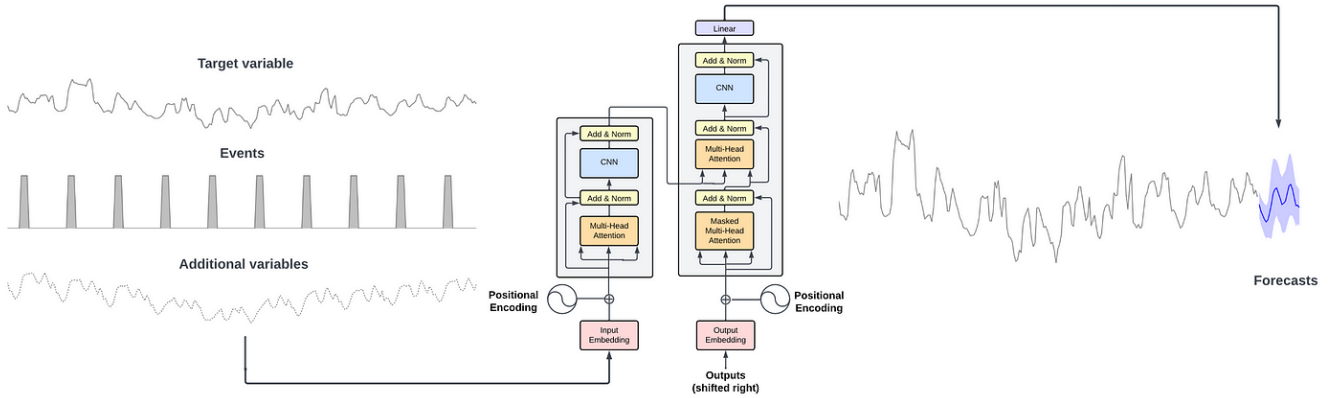 Target variable
Events
Additional variables
Add & Norm
CNN
Add & Norm
Multi-Head
Attention
Positional
Encoding
Input
Embedding
Linear
Add & Norm
CNN
Add & Norm
Multi-Head
Attention
Add & Norm
Masked
Multi-Head
Attention
Positional
Encoding
Output
Embedding
Outputs
(shifted right)
Forecasts